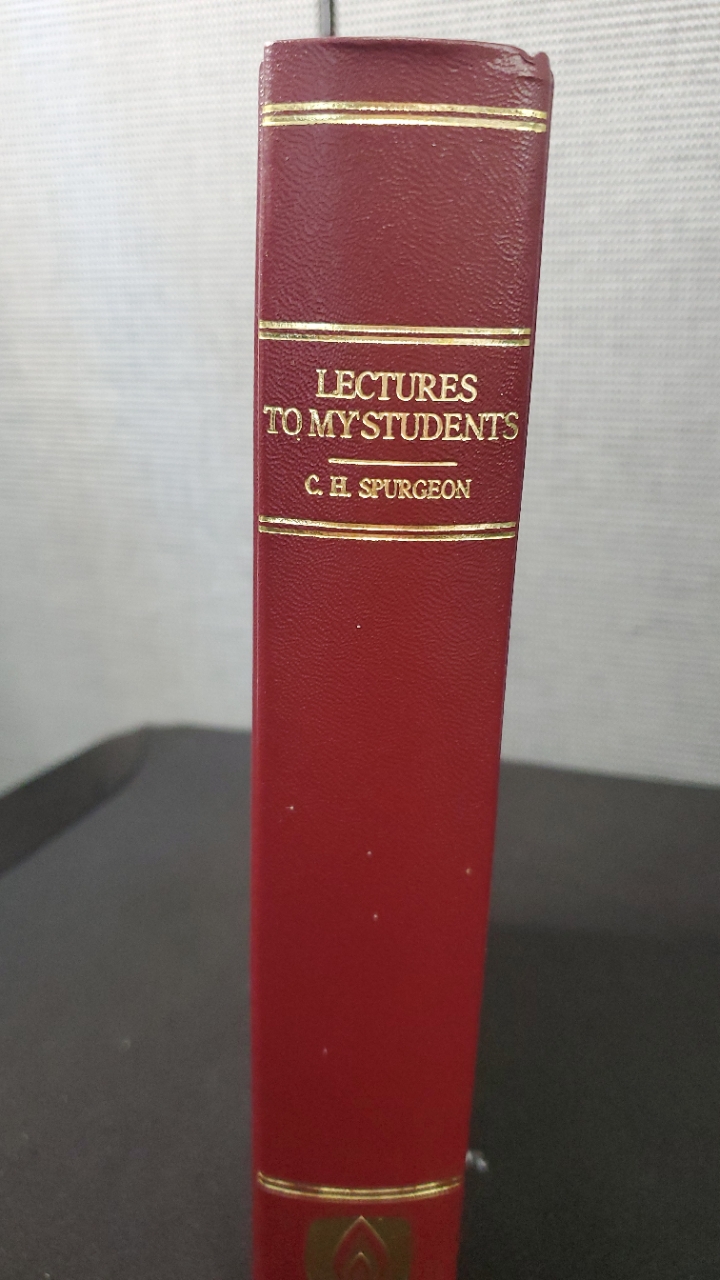 LECTURES
TO MY STUDENTS
C. H. SPURGEON